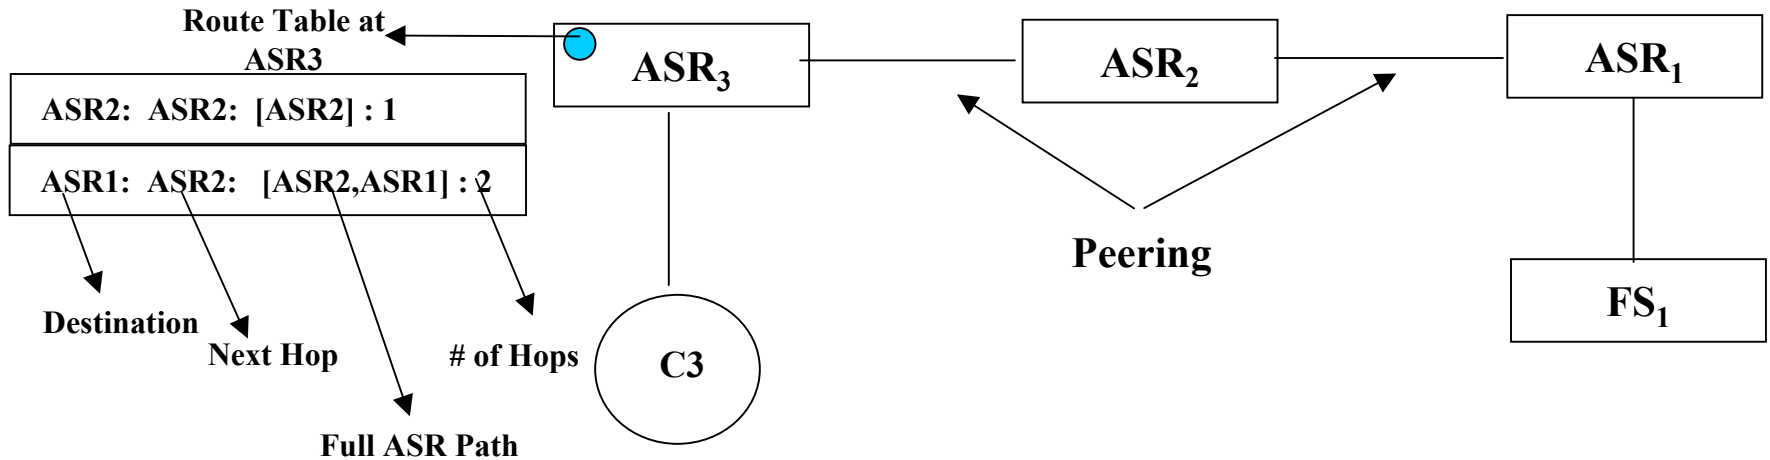 Route Table at
ASR3
ASR2: ASR2: [ASR2] : 1
ASR1: ASR2: [ASR2,ASR1] : 2
Destination
Next Hop
# of Hops
Full ASR Path
ASR₃
ASR₂
ASR₁
Peering
C3
FS₁